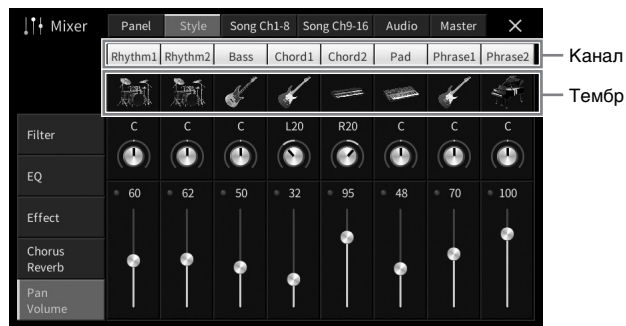 Mixer Panel Style Song Ch1-8 Song Ch9-16 Audio Master
Rhythm1 Rhythm2 Bass Chord1 Chord2 Pad Phrase1 Phrase2 Канал
Тембр
Filter C C C L20 R20 C C C
EQ
60 62 50 32 95 48 70 100
Effect
Chorus
Reverb
Pan
Volume